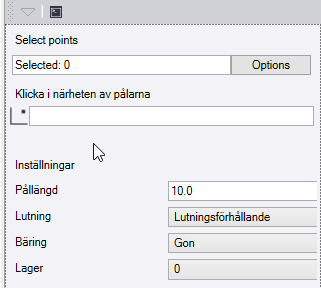 Select points
Selected: 0 Options
Klicka i närheten av pålarna
Inställningar
Pållängd 10.0
Lutning Lutningsförhållande
Bäring Gon
Lager 0